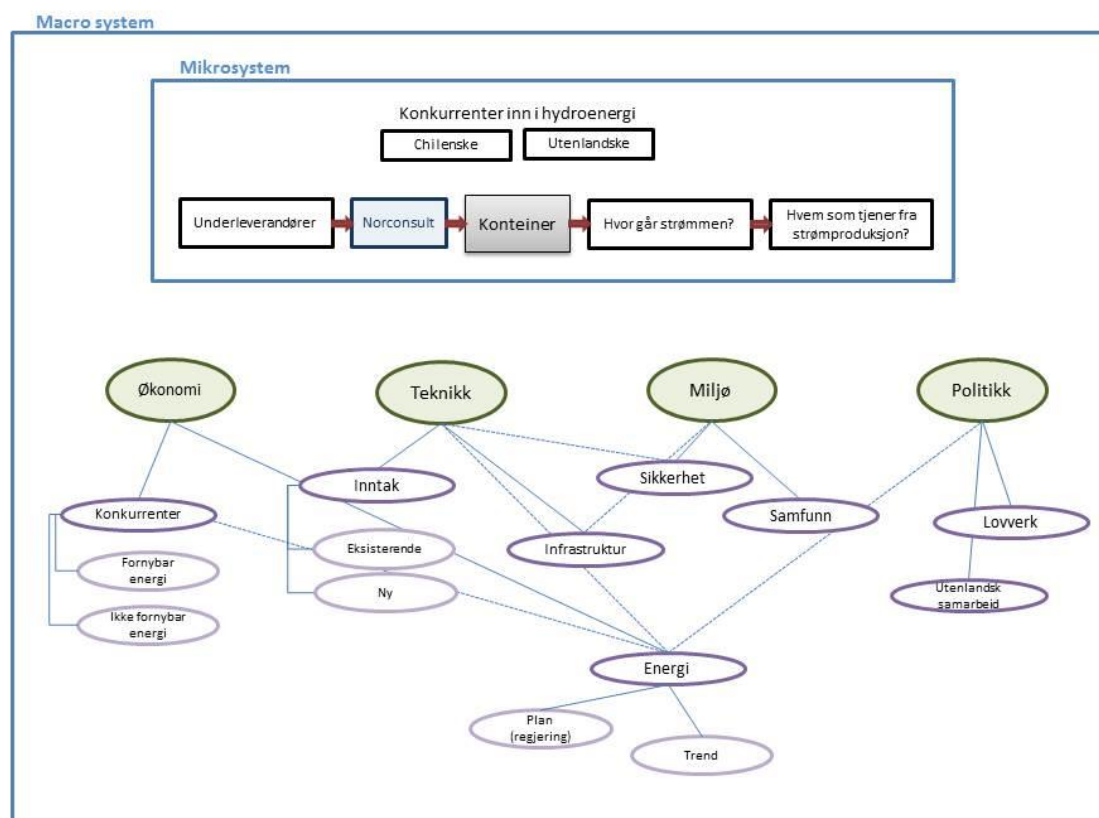 Macro system
Mikrosystem
Konkurrenter inn i hydroenergi
Chilenske
Utenlandske
Underleverandører
Norconsult
Konteiner
Hvor går strømmen?
Hvem som tjener fra
strømproduksjon?
Økonomi
Teknikk
Miljø
Politikk
Inntak
Sikkerhet
Konkurrenter
Samfunn
Lovverk
Eksisterende
Infrastruktur
Fornybar
energi
Ny
Utenlandsk
samarbeid
Ikke fornybar
energi
Energi
Plan
(regjering)
Trend